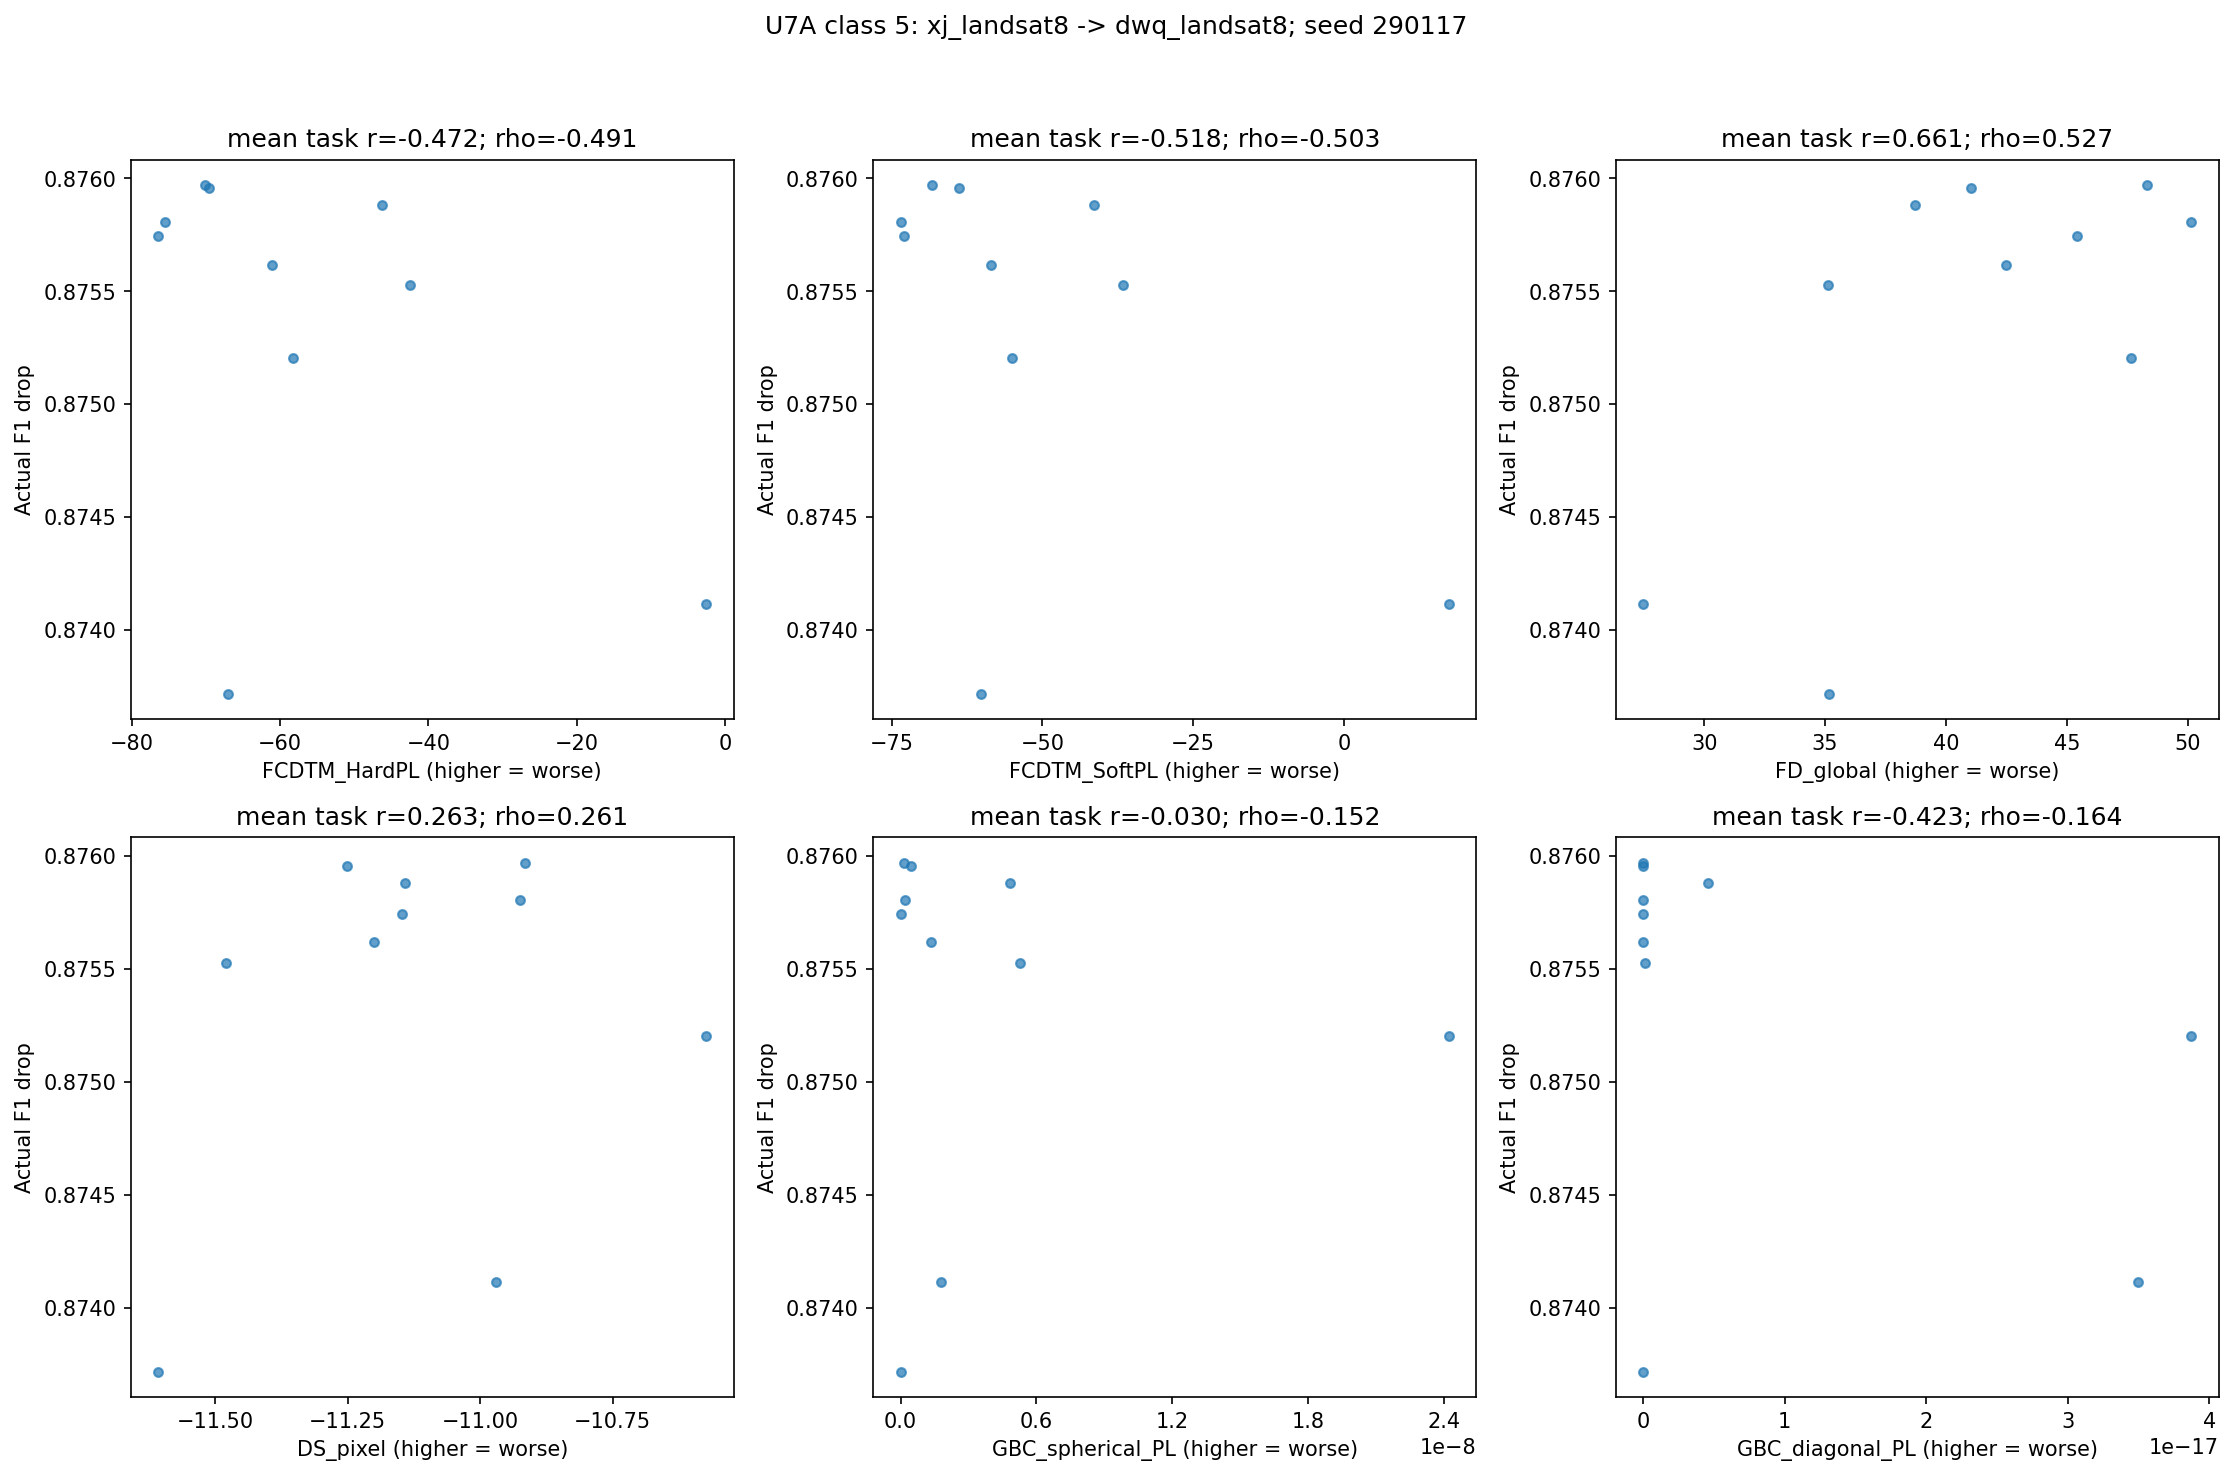 U7A class 5: xj_landsat8 -> dwq_landsat8; seed 290117
mean task r=-0.472; rho=-0.491
0.8760
0.8755
0.8750
0.8745
0.8740
Actual F1 drop
−80
−60
−40
−20
0
FCDTM_HardPL (higher = worse)
mean task r=-0.518; rho=-0.503
0.8760
0.8755
0.8750
0.8745
0.8740
Actual F1 drop
−75
−50
−25
0
FCDTM_SoftPL (higher = worse)
mean task r=0.661; rho=0.527
0.8760
0.8755
0.8750
0.8745
0.8740
Actual F1 drop
30
35
40
45
50
FD_global (higher = worse)
mean task r=0.263; rho=0.261
0.8760
0.8755
0.8750
0.8745
0.8740
Actual F1 drop
−11.50
−11.25
−11.00
−10.75
DS_pixel (higher = worse)
mean task r=-0.030; rho=-0.152
0.8760
0.8755
0.8750
0.8745
0.8740
Actual F1 drop
0.0
0.6
1.2
1.8
2.4
1e−8
GBC_spherical_PL (higher = worse)
mean task r=-0.423; rho=-0.164
0.8760
0.8755
0.8750
0.8745
0.8740
Actual F1 drop
0
1
2
3
4
1e−17
GBC_diagonal_PL (higher = worse)